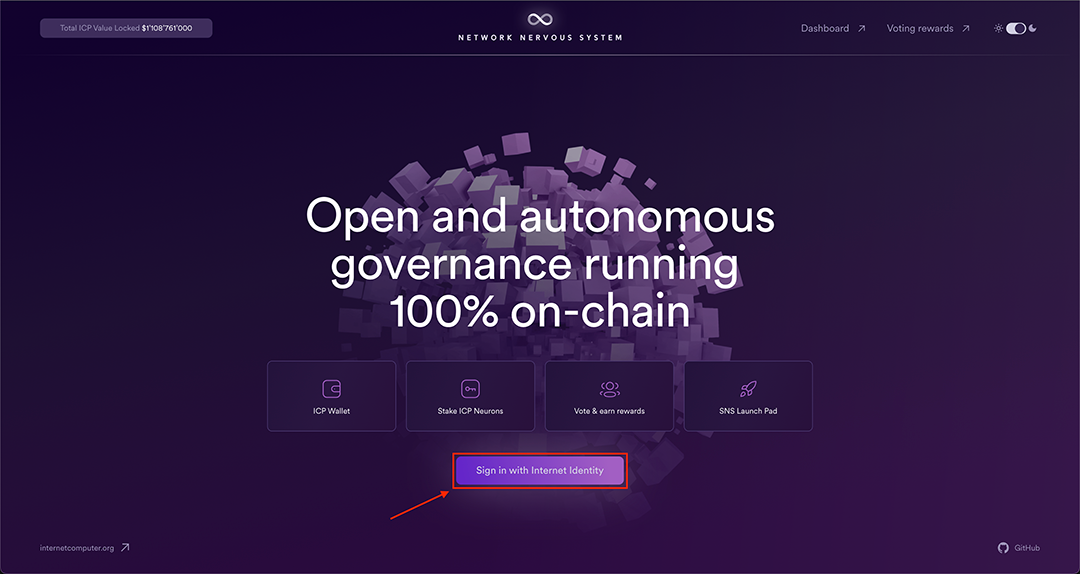 Total ICP Value Locked $1'108'761'000
NETWORK NERVOUS SYSTEM
Dashboard
Voting rewards
Open and autonomous
governance running
100% on-chain
ICP Wallet
Stake ICP Neurons
Vote & earn rewards
SNS Launch Pad
Sign in with Internet Identity
internetcomputer.org
GitHub